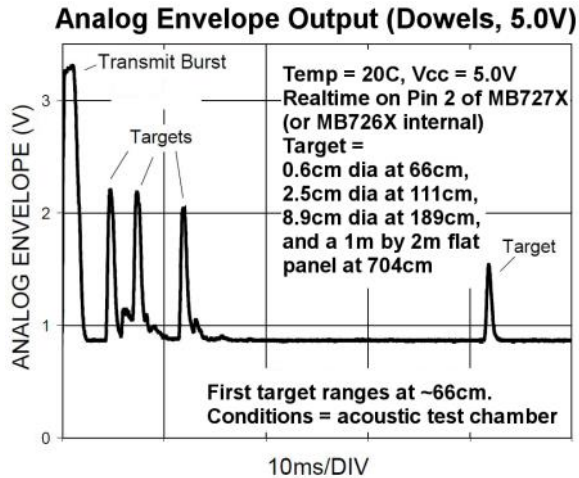 Analog Envelope Output (Dowels, 5.0V)
Transmit Burst
Temp = 20C, Vcc = 5.0V
Realtime on Pin 2 of MB727X
(or MB726X internal)
Target =
0.6cm dia at 66cm,
2.5cm dia at 111cm,
8.9cm dia at 189cm,
and a 1m by 2m flat
panel at 704cm
Targets
Target
First target ranges at ~66cm.
Conditions = acoustic test chamber
ANALOG ENVELOPE (V)
3
2
1
0
10ms/DIV